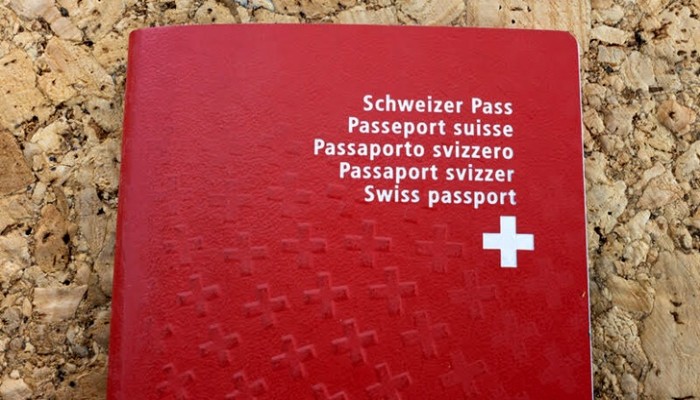 Schweizer Pass
Passeport suisse
Passaporto svizzero
Passaport svizzer
Swiss passport